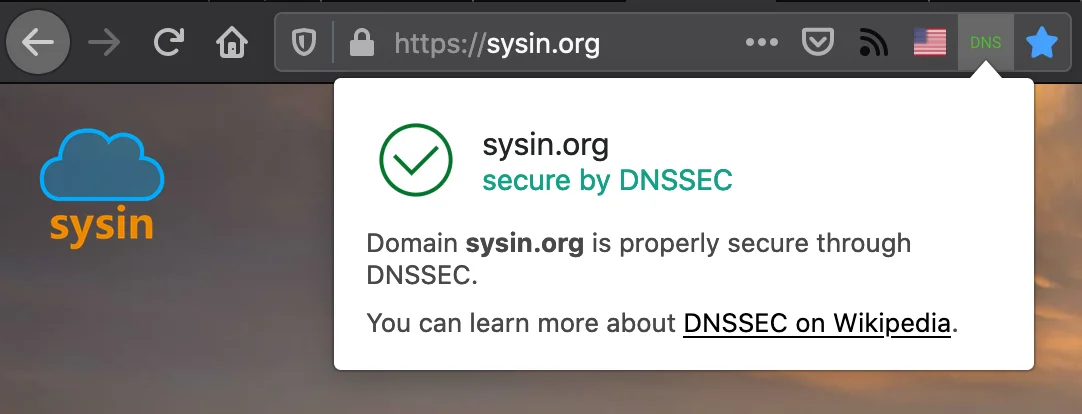 https://sysin.org
DNS
sysin
sysin.org
secure by DNSSEC
Domain sysin.org is properly secure through
DNSSEC.
You can learn more about DNSSEC on Wikipedia.